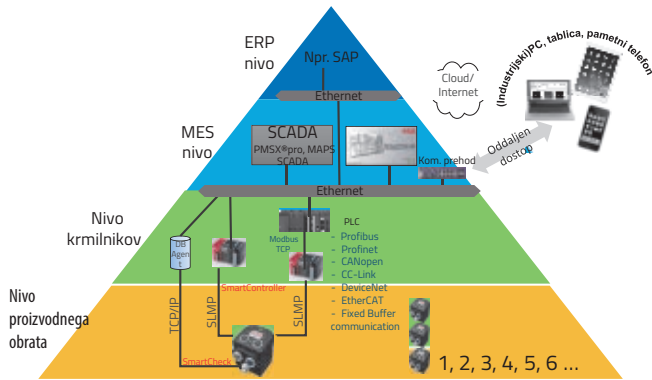 ERP
nivo
Npr. SAP
Ethernet
Cloud/
Internet
(Industrijski)PC, tablica, pametni telefon
MES
nivo
SCADA
PMSX®pro, MAPS
SCADA
Kom. prehod
Oddaljen
dostop
Ethernet
Nivo
krmilnikov
DB
Agen
t
Modbus
TCP
PLC
- Profibus
- Profinet
- CANopen
- CC-Link
- DeviceNet
- EtherCAT
- Fixed Buffer
communication
SmartController
Nivo
proizvodnega
obrata
TCP/IP
SLMP
SLMP
SmartCheck
1, 2, 3, 4, 5, 6 ...